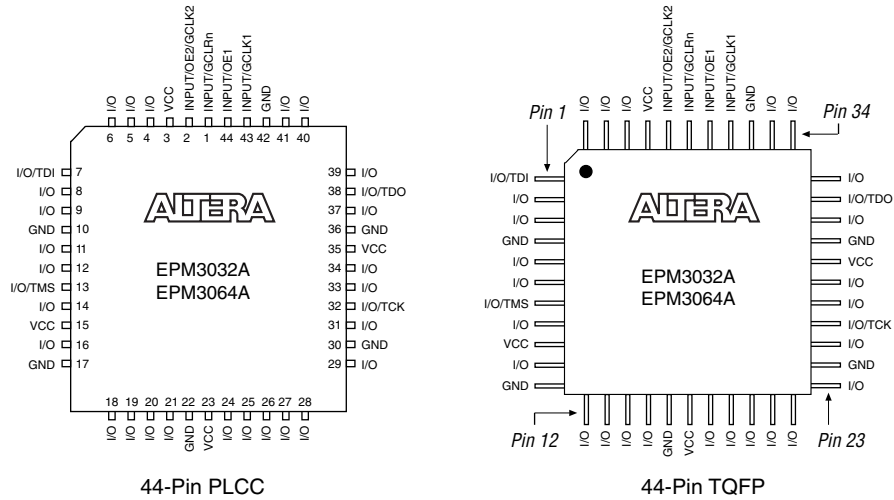 I/O
I/O
I/O
VCC
INPUT/OE2/GCLK2
INPUT/GCLRn
INPUT/OE1
INPUT/GCLK1
GND
I/O
I/O
6 5 4 3 2 1 44 43 42 41 40
I/O/TDI 7
I/O 8
I/O 9
GND 10
I/O 11
I/O 12
I/O/TMS 13
I/O 14
VCC 15
I/O 16
GND 17
ALTERA
EPM3032A
EPM3064A
39 I/O
38 I/O/TDO
37 I/O
36 GND
35 VCC
34 I/O
33 I/O
32 I/O/TCK
31 I/O
30 GND
29 I/O
18 19 20 21 22 23 24 25 26 27 28
I/O
I/O
I/O
I/O
GND
VCC
I/O
I/O
I/O
I/O
I/O
44-Pin PLCC
Pin 1
I/O
I/O
I/O
VCC
INPUT/OE2/GCLK2
INPUT/GCLRn
INPUT/OE1
INPUT/GCLK1
GND
I/O
I/O
Pin 34
I/O/TDI
I/O
I/O
GND
I/O
I/O
I/O/TMS
I/O
VCC
I/O
GND
ALTERA
EPM3032A
EPM3064A
I/O
I/O/TDO
I/O
GND
VCC
I/O
I/O
I/O/TCK
I/O
GND
I/O
Pin 12
I/O
I/O
I/O
I/O
GND
VCC
I/O
I/O
I/O
I/O
I/O
Pin 23
44-Pin TQFP